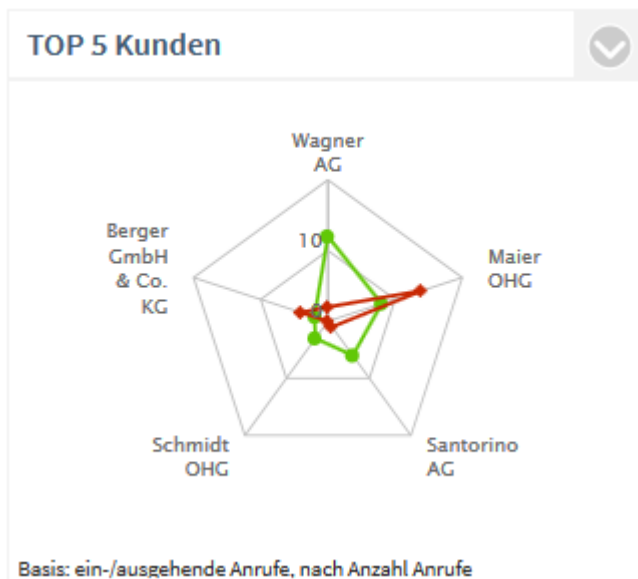 TOP 5 Kunden
Wagner
AG
10
Berger
GmbH
& Co.
KG
Maier
OHG
0
Schmidt
OHG
Santorino
AG
Basis: ein-/ausgehende Anrufe, nach Anzahl Anrufe